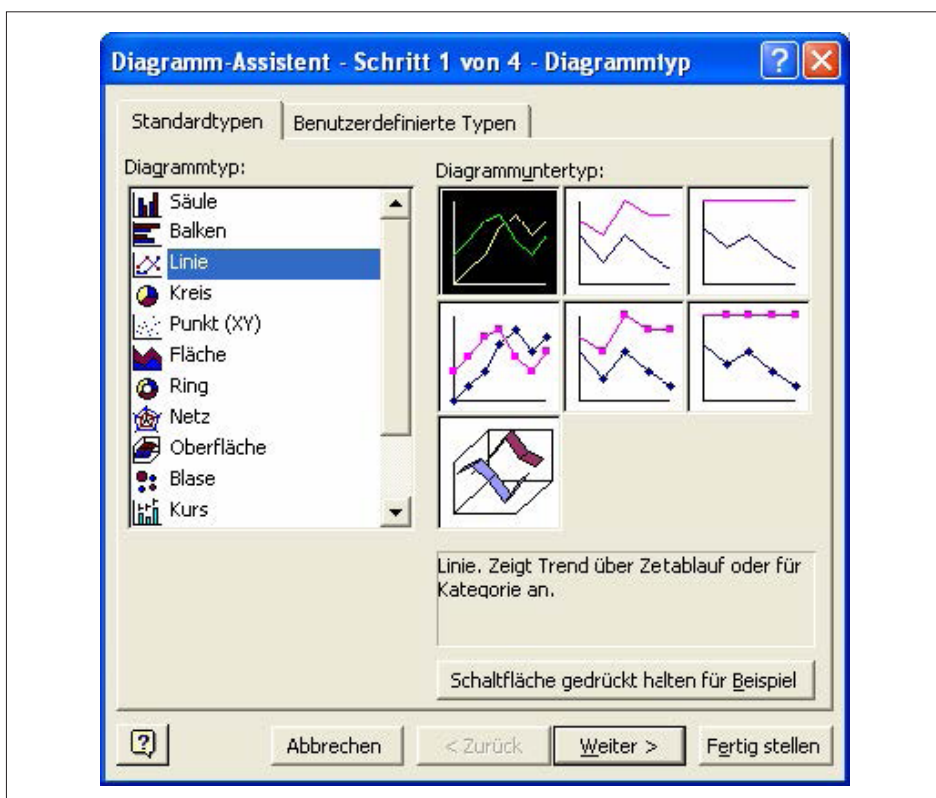 Diagramm-Assistent - Schritt 1 von 4 - Diagrammtyp
Standardtypen
Benutzerdefinierte Typen
Diagrammtyp:
Säule
Balken
Linie
Kreis
Punkt (XY)
Fläche
Ring
Netz
Oberfläche
Blase
Kurs
Diagrammuntertyp:
Linie. Zeigt Trend über Zetablauf oder für
Kategorie an.
Schaltfläche gedrückt halten für Beispiel
Abbrechen
< Zurück
Weiter >
Fertig stellen